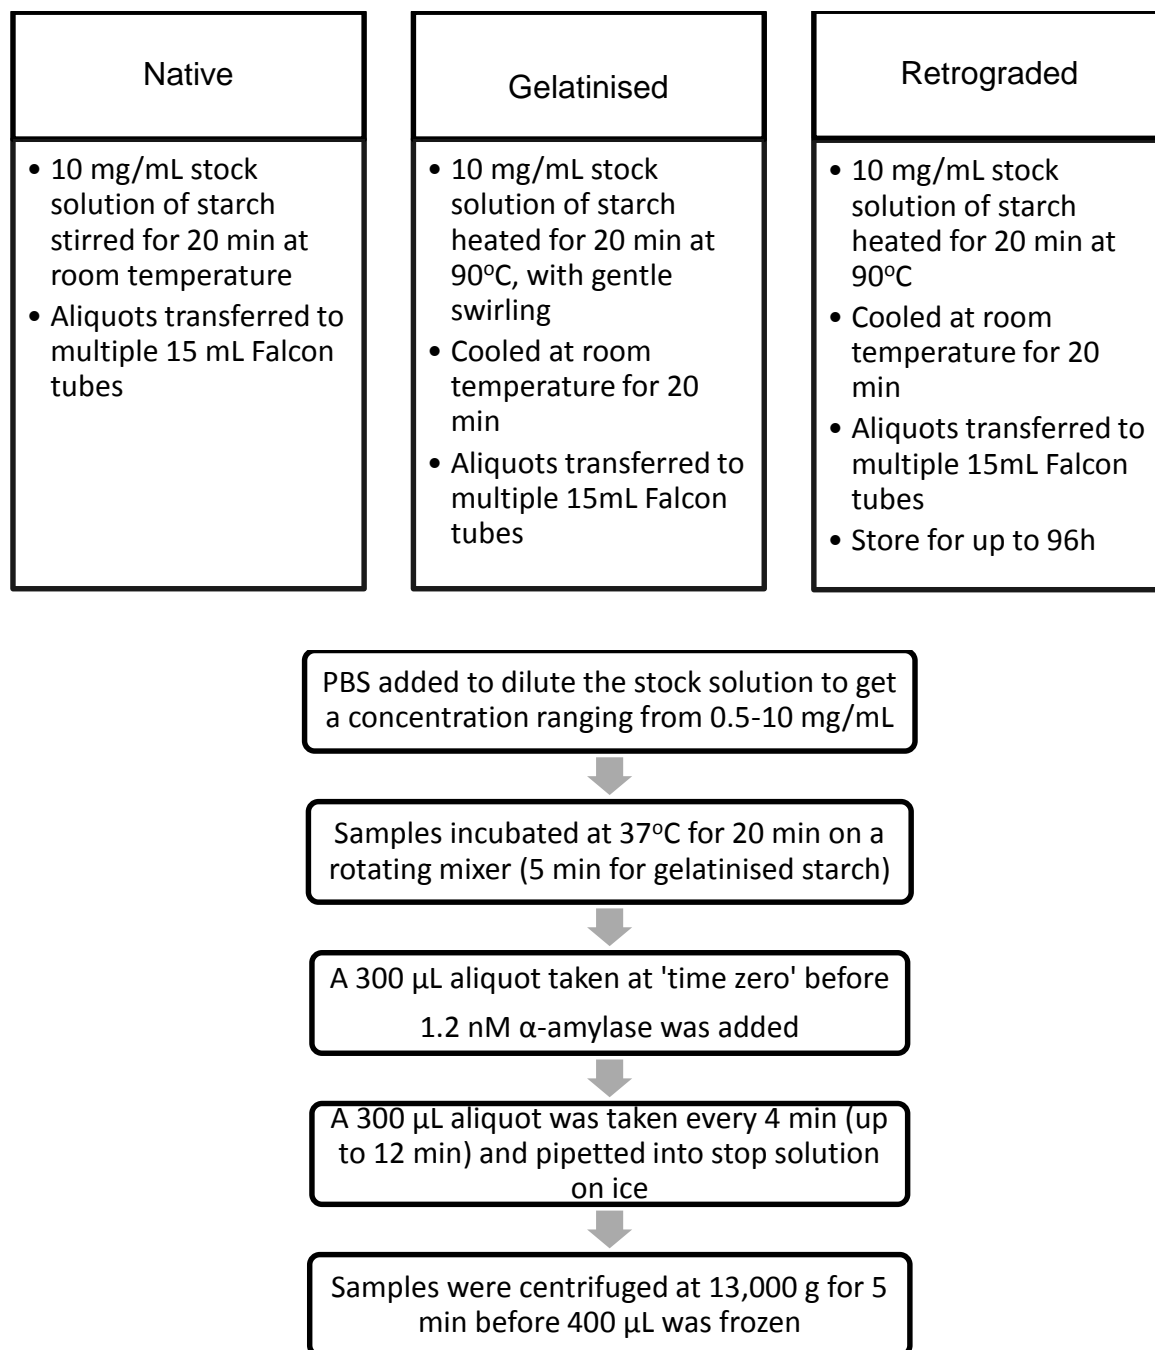 Native
• 10 mg/mL stock
solution of starch
stirred for 20 min at
room temperature
• Aliquots transferred to
multiple 15 mL Falcon
tubes
Gelatinised
• 10 mg/mL stock
solution of starch
heated for 20 min at
90°C, with gentle
swirling
• Cooled at room
temperature for 20
min
• Aliquots transferred to
multiple 15mL Falcon
tubes
Retrograded
• 10 mg/mL stock
solution of starch
heated for 20 min at
90°C
• Cooled at room
temperature for 20
min
• Aliquots transferred to
multiple 15mL Falcon
tubes
• Store for up to 96h
PBS added to dilute the stock solution to get
a concentration ranging from 0.5-10 mg/mL
Samples incubated at 37°C for 20 min on a
rotating mixer (5 min for gelatinised starch)
A 300 µL aliquot taken at 'time zero' before
1.2 nM α-amylase was added
A 300 µL aliquot was taken every 4 min (up
to 12 min) and pipetted into stop solution
on ice
Samples were centrifuged at 13,000 g for 5
min before 400 µL was frozen